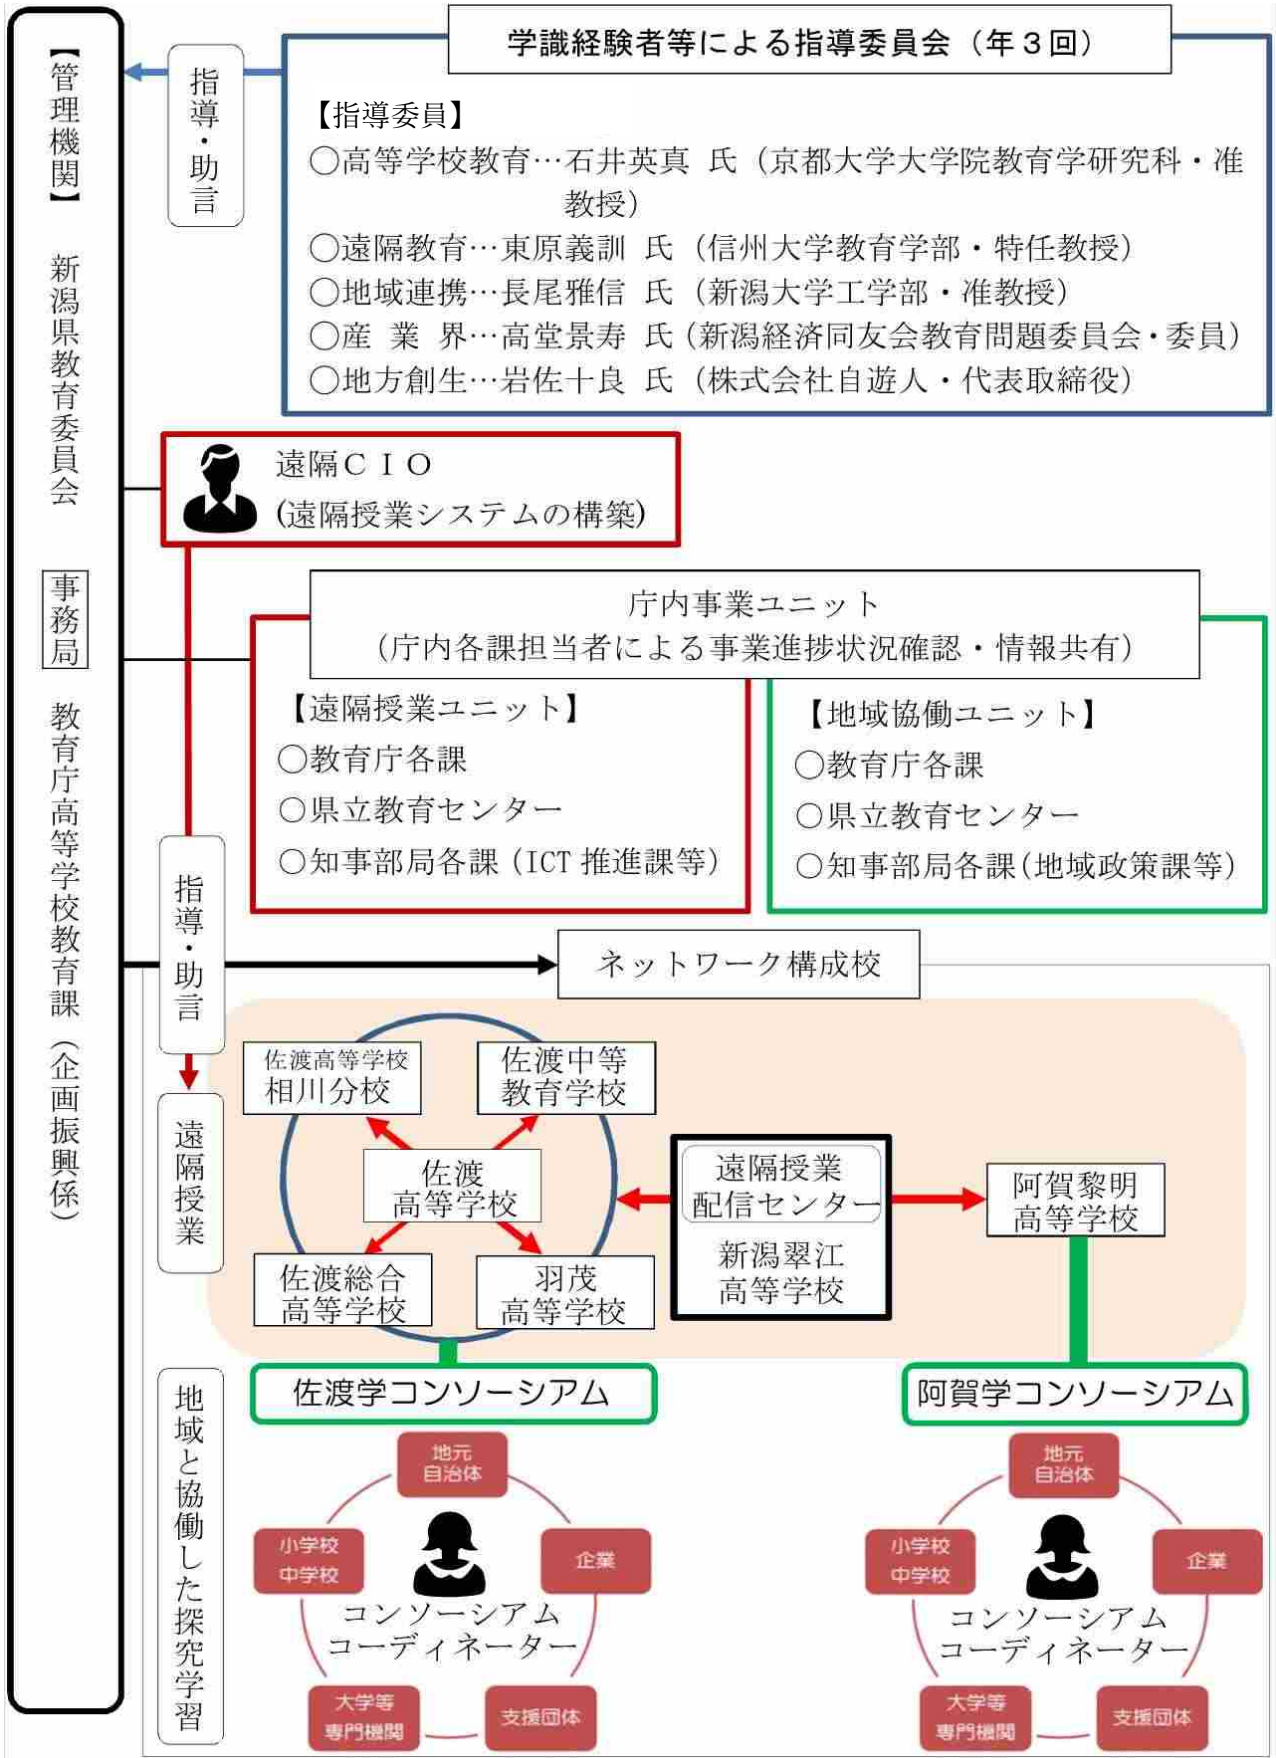 【管理機関】 新潟県教育委員会 事務局 教育庁高等学校教育課（企画振興係）
指導・助言
学識経験者等による指導委員会（年３回）
【指導委員】
○高等学校教育…石井英真 氏（京都大学大学院教育学研究科・准
教授）
○遠隔教育…東原義訓 氏（信州大学教育学部・特任教授）
○地域連携…長尾雅信 氏（新潟大学工学部・准教授）
○産 業 界…高堂景寿 氏（新潟経済同友会教育問題委員会・委員）
○地方創生…岩佐十良 氏（株式会社自遊人・代表取締役）
遠隔ＣＩＯ
(遠隔授業システムの構築)
庁内事業ユニット
（庁内各課担当者による事業進捗状況確認・情報共有）
【遠隔授業ユニット】
○教育庁各課
○県立教育センター
○知事部局各課（ICT 推進課等）
【地域協働ユニット】
○教育庁各課
○県立教育センター
○知事部局各課（地域政策課等）
指導・助言
ネットワーク構成校
遠隔授業
佐渡高等学校
相川分校
佐渡中等
教育学校
佐渡
高等学校
佐渡総合
高等学校
羽茂
高等学校
遠隔授業
配信センター
新潟翠江
高等学校
阿賀黎明
高等学校
地域と協働した探究学習
佐渡学コンソーシアム
地元
自治体
小学校
中学校
企業
コンソーシアム
コーディネーター
大学等
専門機関
支援団体
阿賀学コンソーシアム
地元
自治体
小学校
中学校
企業
コンソーシアム
コーディネーター
大学等
専門機関
支援団体